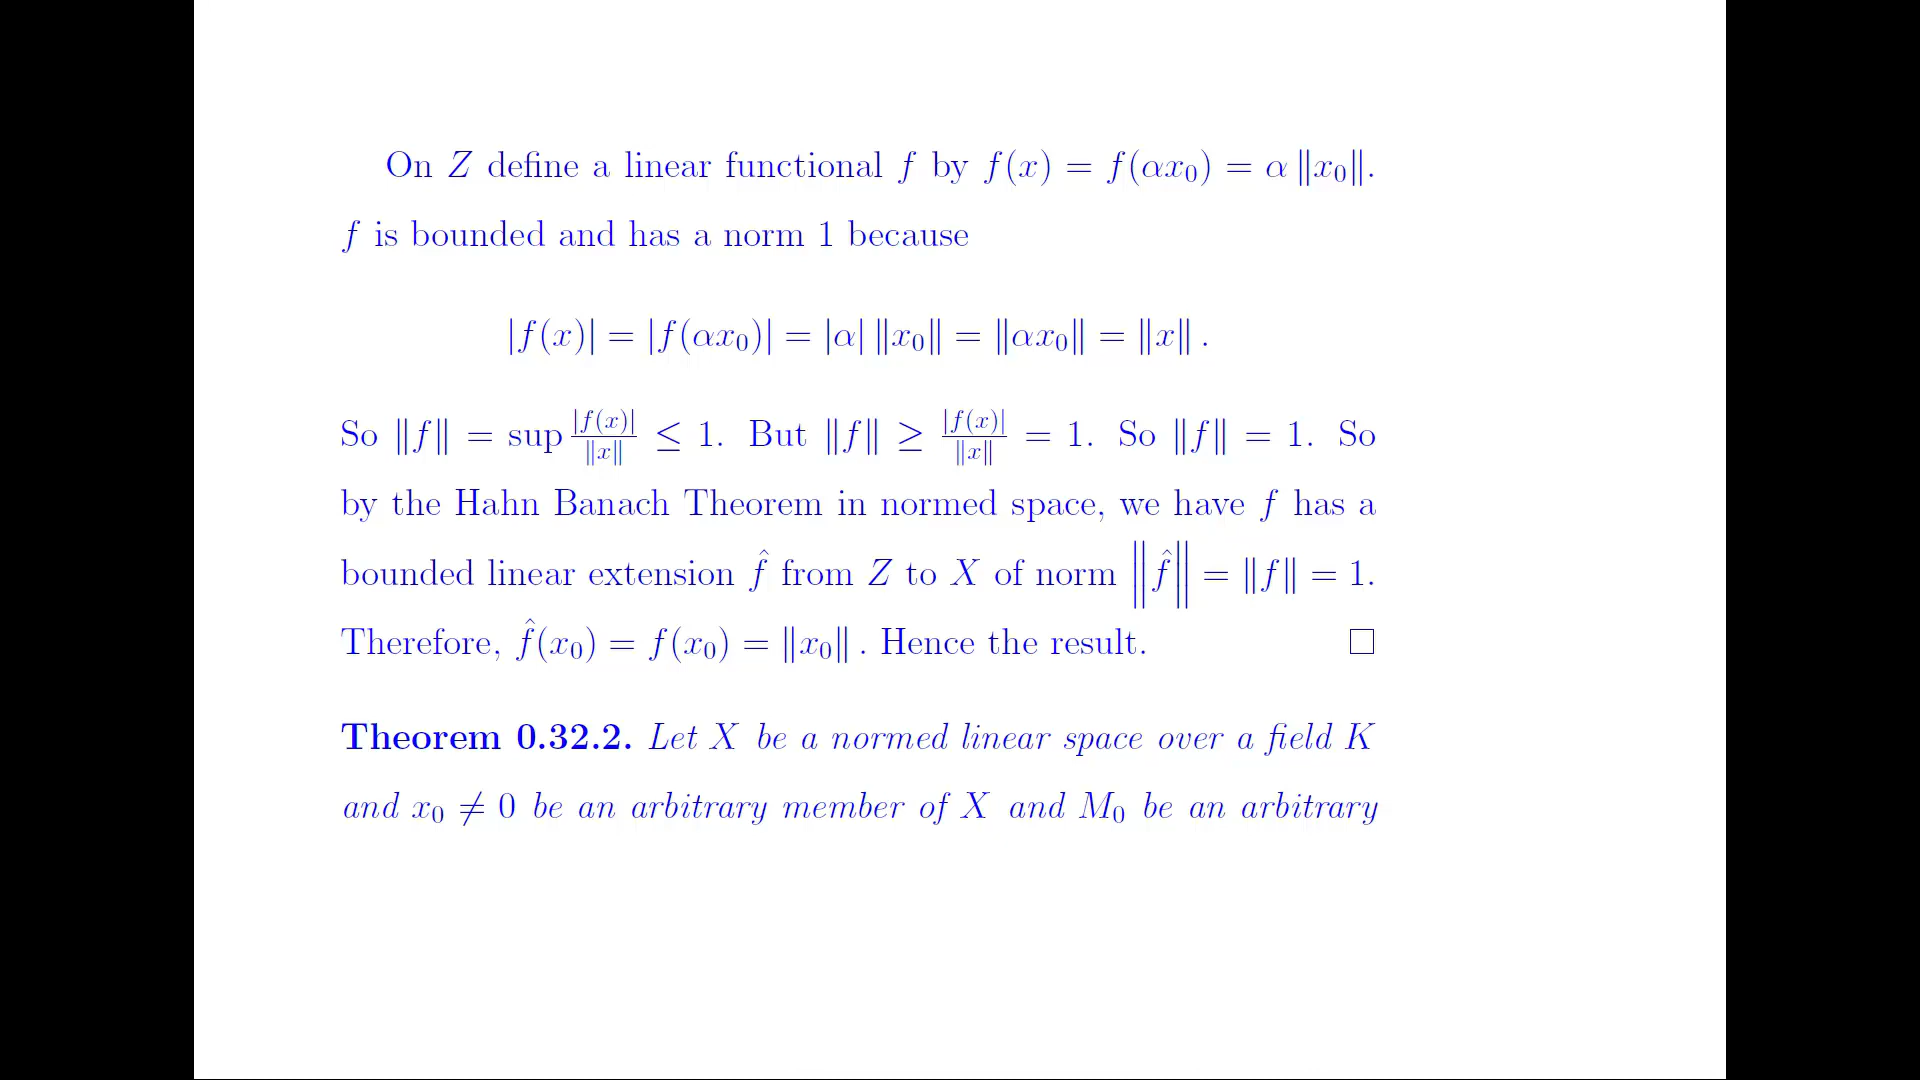 On Z define a linear functional f by f(x) = f(αx₀) = α ‖x₀‖.
f is bounded and has a norm 1 because
|f(x)| = |f(αx₀)| = |α| ‖x₀‖ = ‖αx₀‖ = ‖x‖ .
So ‖f‖ = sup |f(x)|/‖x‖ ≤ 1. But ‖f‖ ≥ |f(x)|/‖x‖ = 1. So ‖f‖ = 1. So
by the Hahn Banach Theorem in normed space, we have f has a
bounded linear extension f̂ from Z to X of norm ‖f̂‖ = ‖f‖ = 1.
Therefore, f̂(x₀) = f(x₀) = ‖x₀‖ . Hence the result. □
Theorem 0.32.2. Let X be a normed linear space over a field K
and x₀ ≠ 0 be an arbitrary member of X and M₀ be an arbitrary